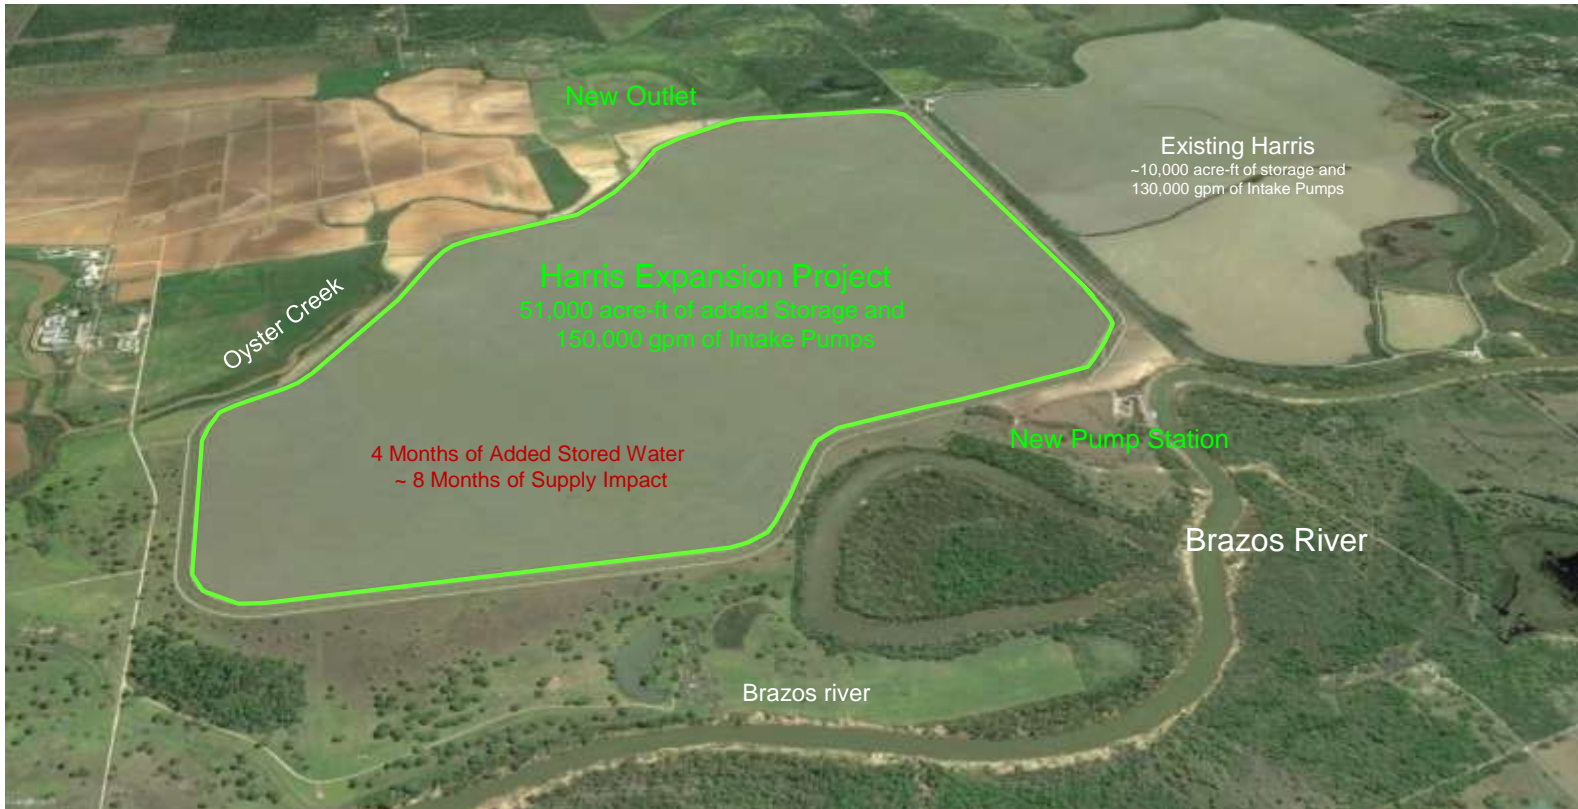 New Outlet
Existing Harris
~10,000 acre-ft of storage and
130,000 gpm of Intake Pumps
Harris Expansion Project
51,000 acre-ft of added Storage and
150,000 gpm of Intake Pumps
Oyster Creek
4 Months of Added Stored Water
~ 8 Months of Supply Impact
New Pump Station
Brazos River
Brazos river